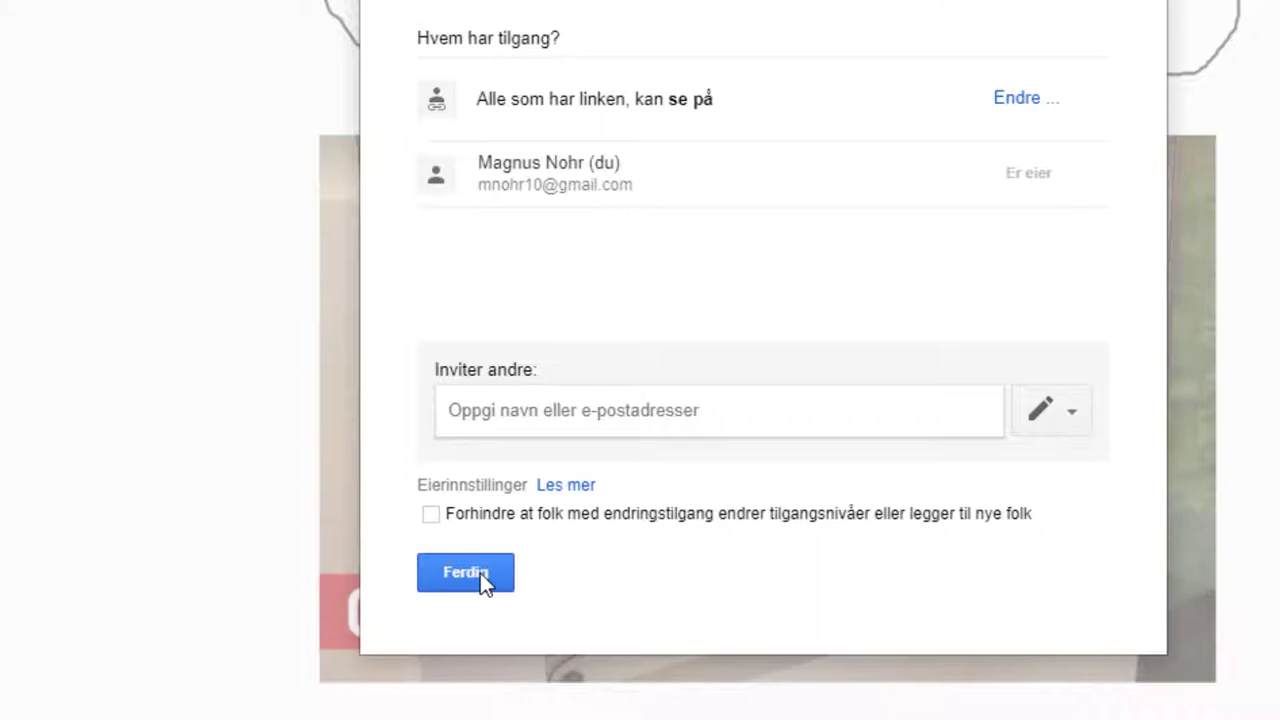 Hvem har tilgang?
Alle som har linken, kan se på
Endre ...
Magnus Nohr (du)
mnohr10@gmail.com
Er eier
Inviter andre:
Oppgi navn eller e-postadresser
Eierinnstillinger Les mer
Forhindre at folk med endringstilgang endrer tilgangsnivåer eller legger til nye folk
Ferdig